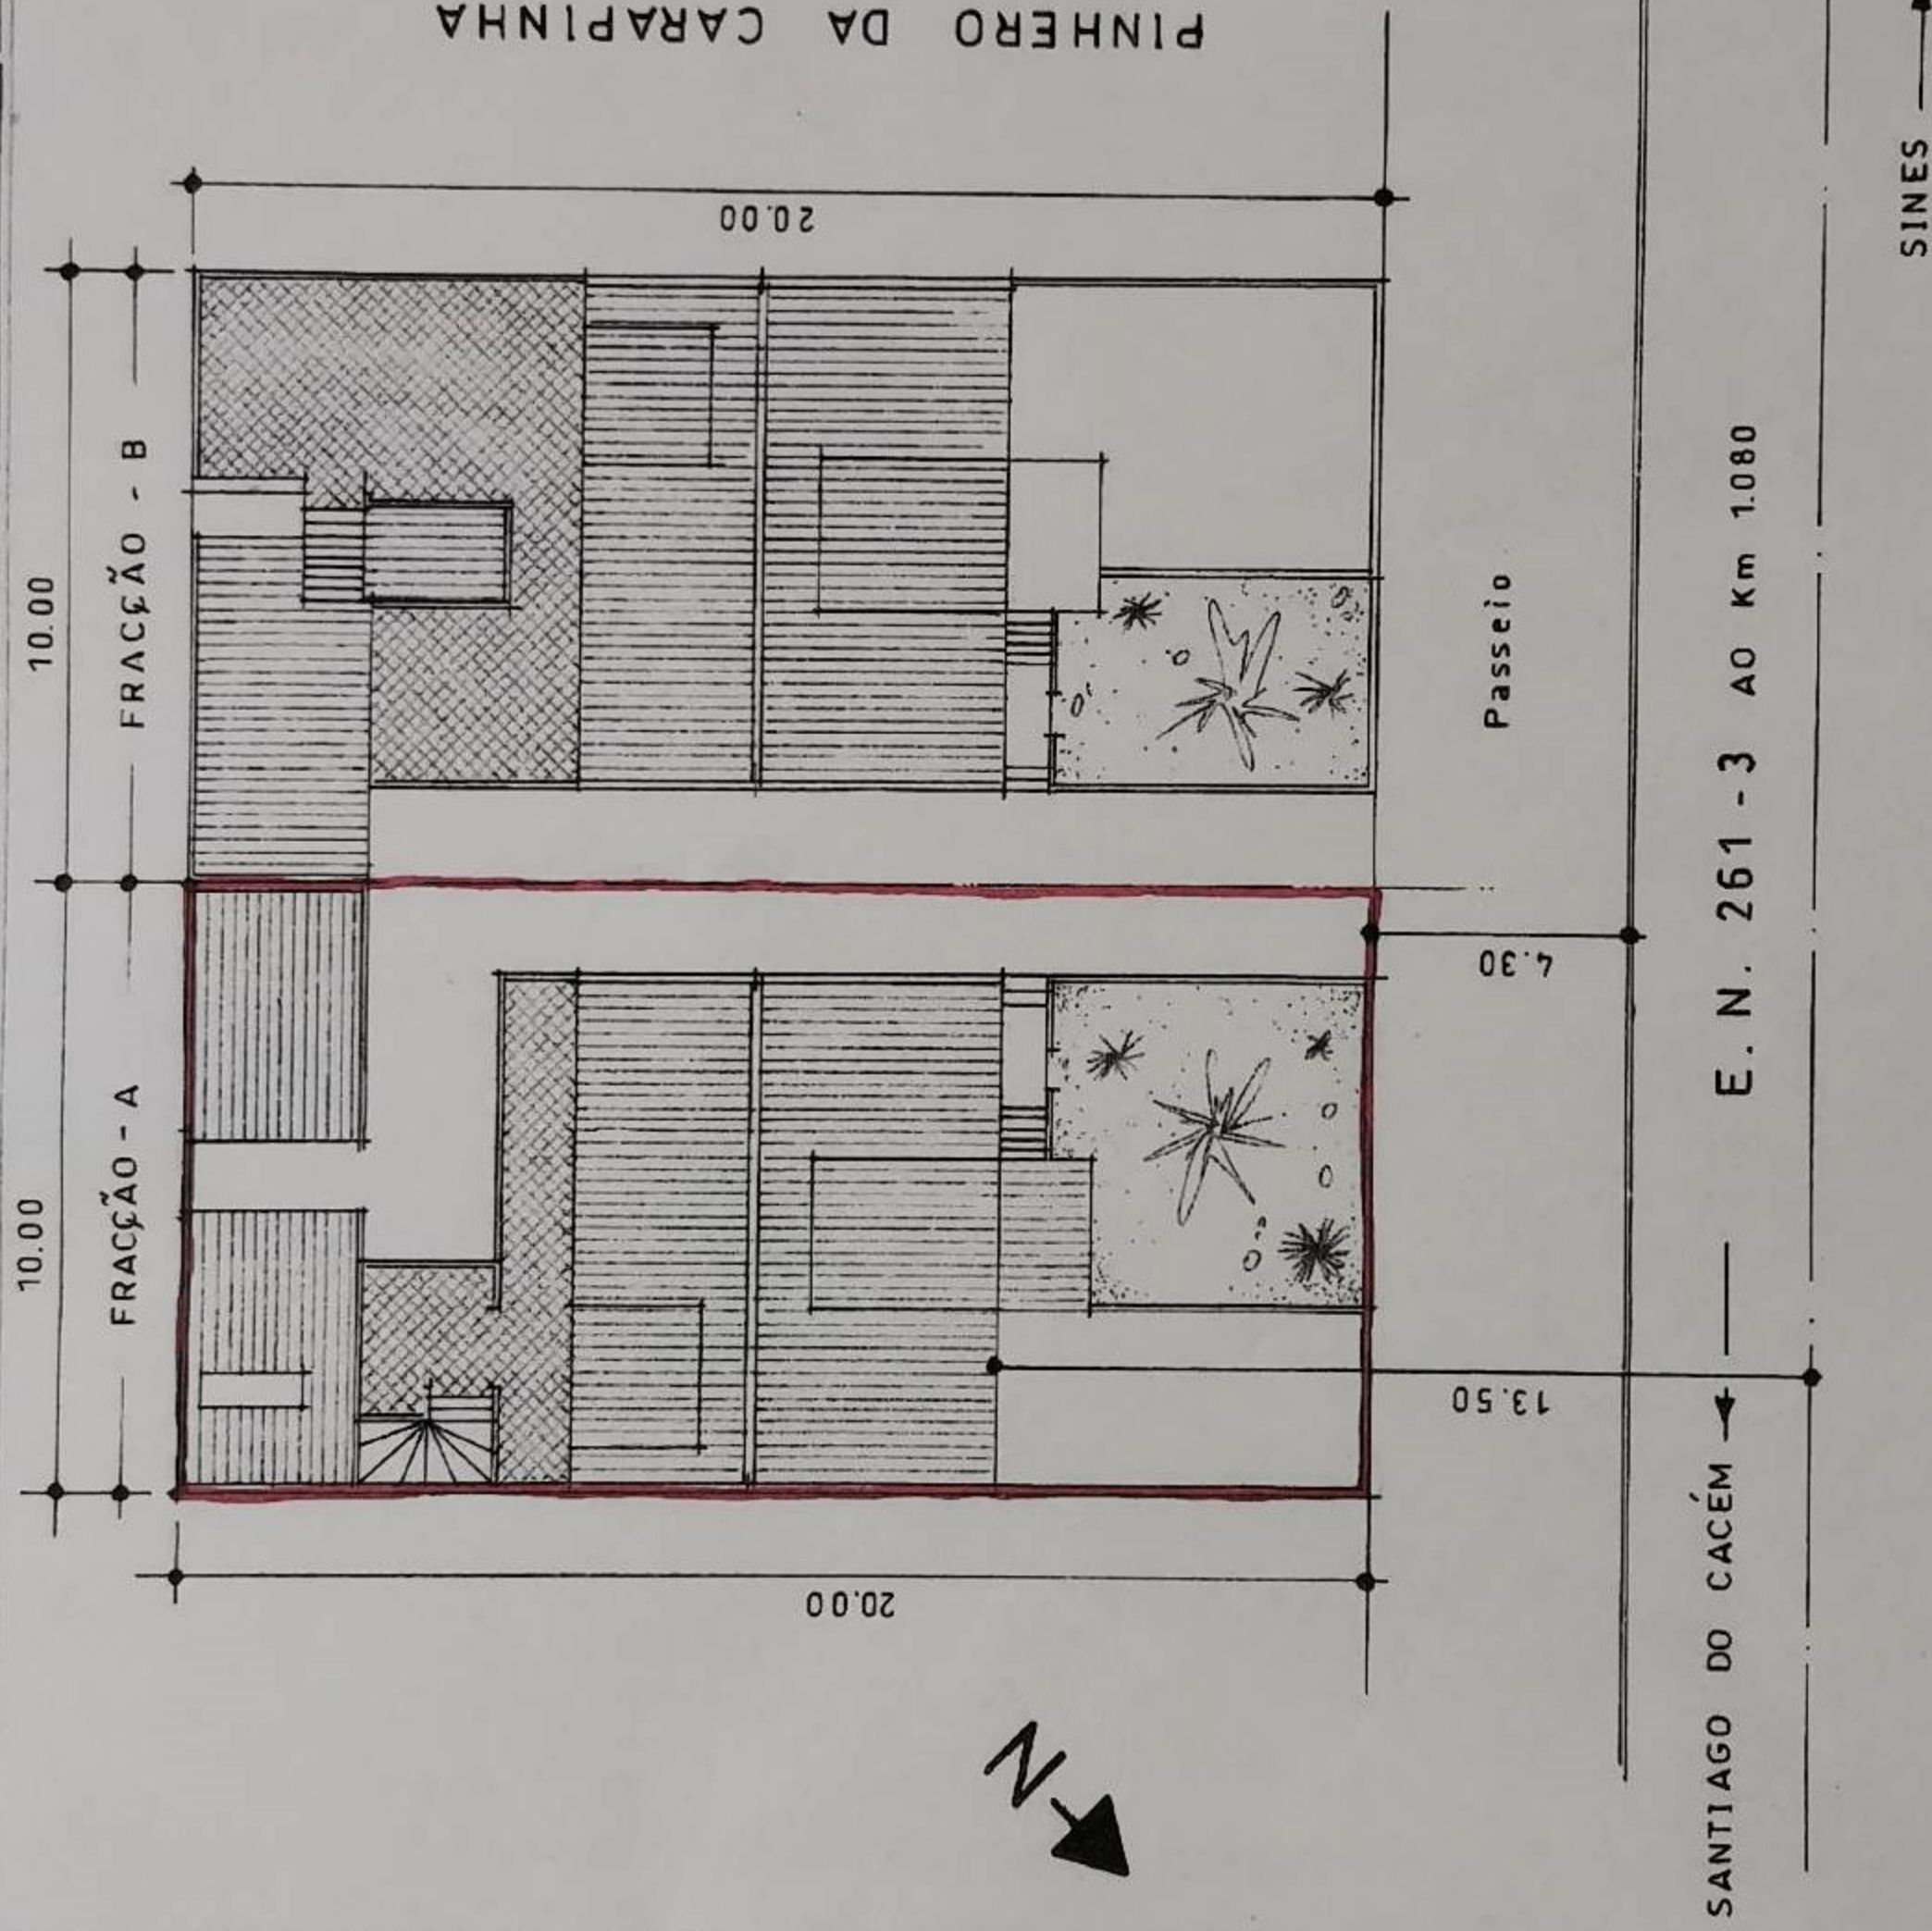 PINHERO DA CARAPINHA
20.00
10.00
FRACÇÃO - B
10.00
FRACÇÃO - A
20.00
Passeio
4.30
13.50
E. N. 261 - 3 AO Km 1.080
SANTIAGO DO CACÉM
SINES
N